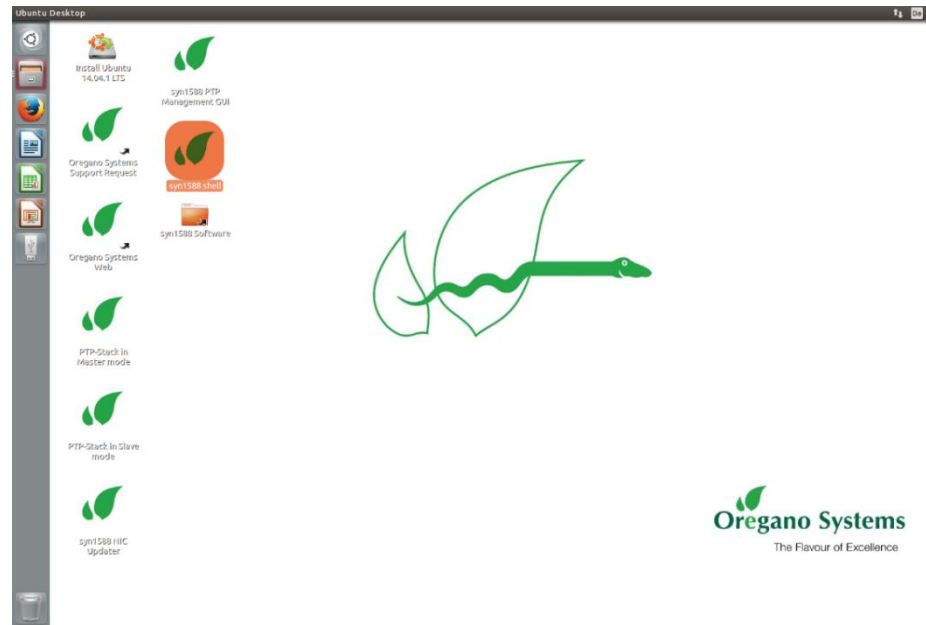 Ubuntu Desktop
De
Install Ubuntu
14.04.1 LTS
syn1588 PTP
Management GUI
Oregano Systems
Support Request
syn1588 shell
Oregano Systems
Web
syn1588 Software
PTP-Stack in
Master mode
PTP-Stack in Slave
mode
syn1588 NIC
Updater
Oregano Systems
The Flavour of Excellence